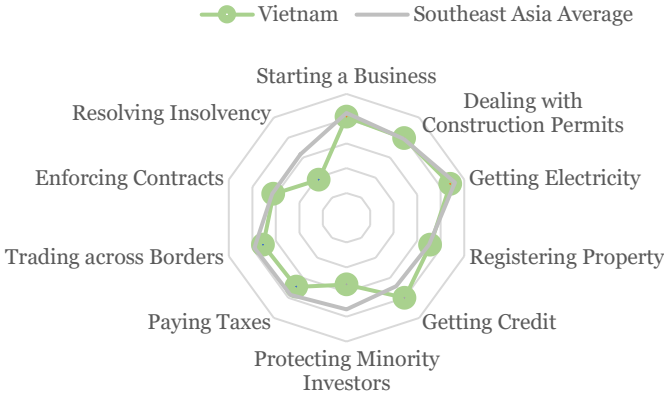 Vietnam
Southeast Asia Average
Starting a Business
Dealing with
Construction Permits
Getting Electricity
Registering Property
Getting Credit
Protecting Minority
Investors
Paying Taxes
Trading across Borders
Enforcing Contracts
Resolving Insolvency